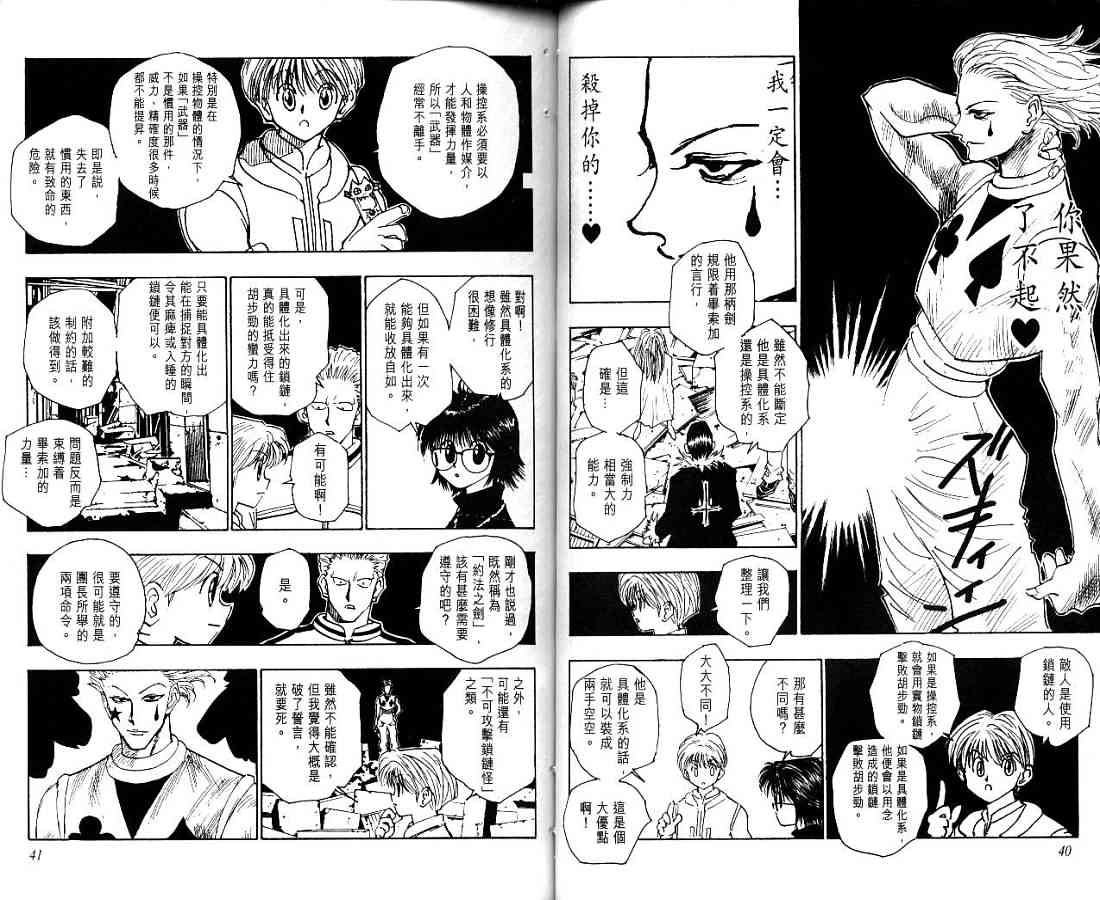 你果然
了不起♥
ズギィン
我一定會…
殺掉你的……♥
他用那柄劍
規限着畢索加
的言行，
雖然不能斷定
他是具體化系
還是操控系的，
但這
確是…
強制力
相當大的
能力。
讓我們
整理一下。
敵人是使用
鎖鏈的人。
如果是操控系，
就會用實物鎖鏈
擊敗胡步勁。
如果是具體化系，
他便會以用念
造成的鎖鏈
擊敗胡步勁。
那有甚麼
不同嗎？
大大不同！
他是
具體化系的話，
就可以裝成
兩手空空。
這是個
大優點
啊！
40
操控系必須要以
人和物體作媒介，
才能發揮力量，
所以「武器」
經常不離手。
特別是在
操控物體的情況下，
如果「武器」
不是慣用的那件，
威力、精確度很多時候
都不能提昇。
即是說，
失去了
慣用的東西，
就有致命的
危險。
對啊！
雖然具體化系的
想像修行
很困難，
但如果有一次
能夠具體化出來，
就能收放自如。
可是，
具體化出來的鎖鏈，
真的能抵受得住
胡步勁的蠻力嗎？
有可能啊！
只要能具體化出
能在捕捉對方的瞬間，
令其麻痺或入睡的
鎖鏈便可以。
附加較難的
制約的話，
該做得到。
問題反而是
束縛着
畢索加的
力量…
剛才也說過，
既然稱為
「約法之劍」，
該有甚麼需要
遵守的吧？
是。
要遵守的，
很可能就是
團長所舉的
兩項命令。
之外，
可能還有
「不可攻擊鎖鏈怪」
之類。
雖然不能確認，
但我覺得大概是
破了誓言，
就要死。
41